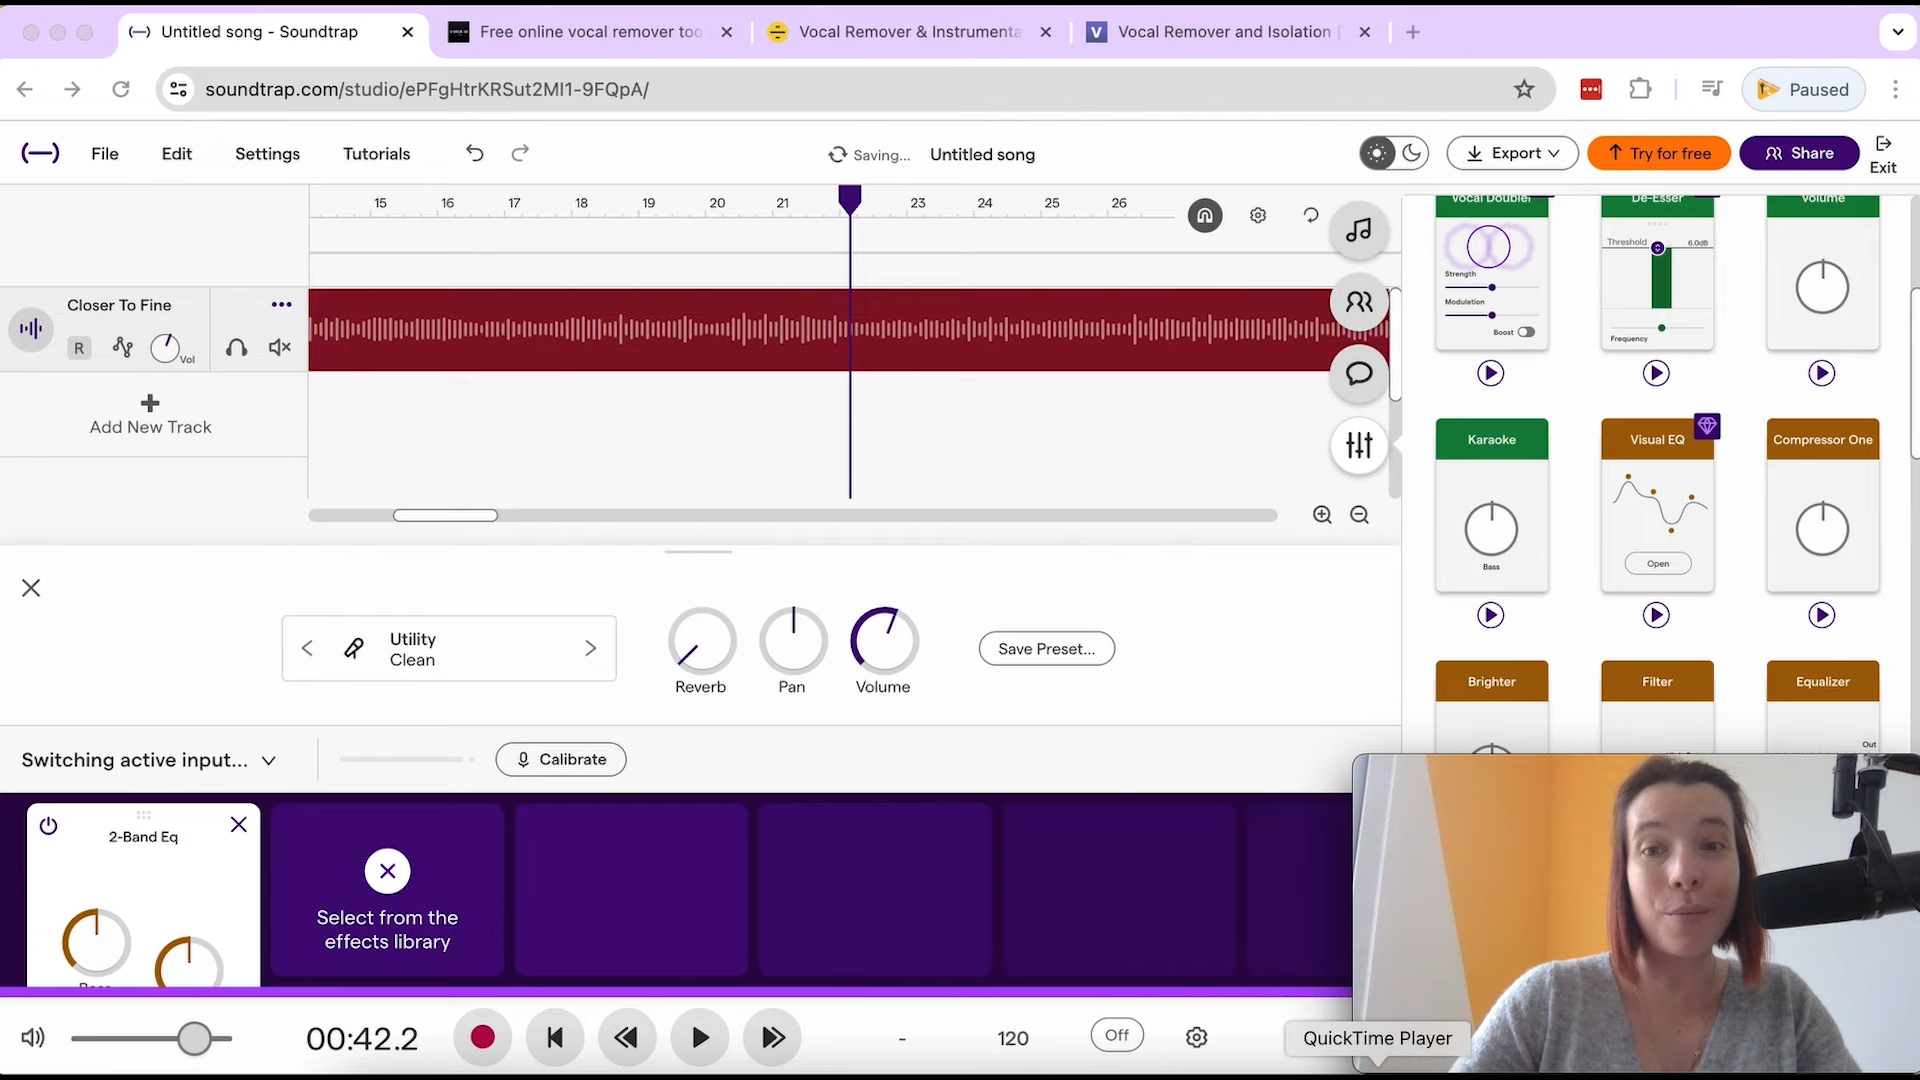 Untitled song - Soundtrap
Free online vocal remover too
Vocal Remover & Instrumenta
V
Vocal Remover and Isolation
soundtrap.com/studio/ePFgHtrKRSut2MI1-9FQpA/
Paused
File
Edit
Settings
Tutorials
Saving...
Untitled song
Export
Try for free
Share
Exit
15 16 17 18 19 20 21 23 24 25 26
Closer To Fine
R
Vol
Add New Track
Vocal Doubler
Strength
Modulation
Boost
De-Esser
Threshold
6.0dB
Frequency
Volume
Karaoke
Bass
Visual EQ
Open
Compressor One
Brighter
Filter
Equalizer
Out
Utility
Clean
Reverb
Pan
Volume
Save Preset...
Switching active input...
Calibrate
2-Band Eq
Select from the
effects library
00:42.2
-
120
Off
QuickTime Player